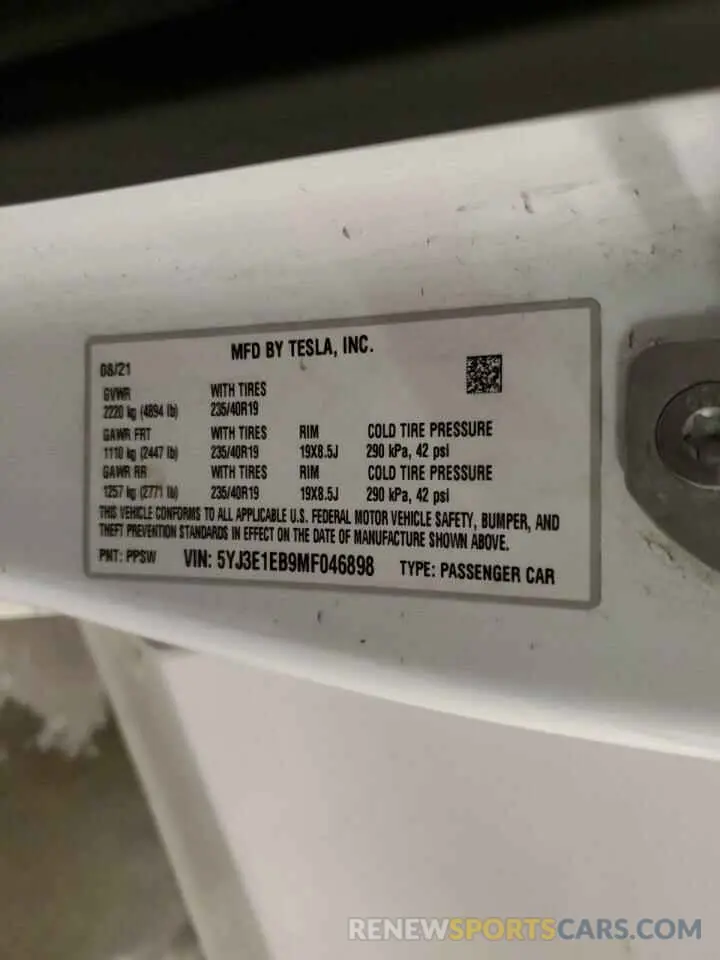 MFD BY TESLA, INC.
08/21
GVWR WITH TIRES
2220 kg (4894 lb) 235/40R19
GAWR FRT WITH TIRES RIM COLD TIRE PRESSURE
1110 kg (2447 lb) 235/40R19 19X8.5J 290 kPa, 42 psi
GAWR RR WITH TIRES RIM COLD TIRE PRESSURE
1257 kg (2771 lb) 235/40R19 19X8.5J 290 kPa, 42 psi
THIS VEHICLE CONFORMS TO ALL APPLICABLE U.S. FEDERAL MOTOR VEHICLE SAFETY, BUMPER, AND
THEFT PREVENTION STANDARDS IN EFFECT ON THE DATE OF MANUFACTURE SHOWN ABOVE.
PNT: PPSW VIN: 5YJ3E1EB9MF046898 TYPE: PASSENGER CAR
RENEWSPORTSCARS.COM